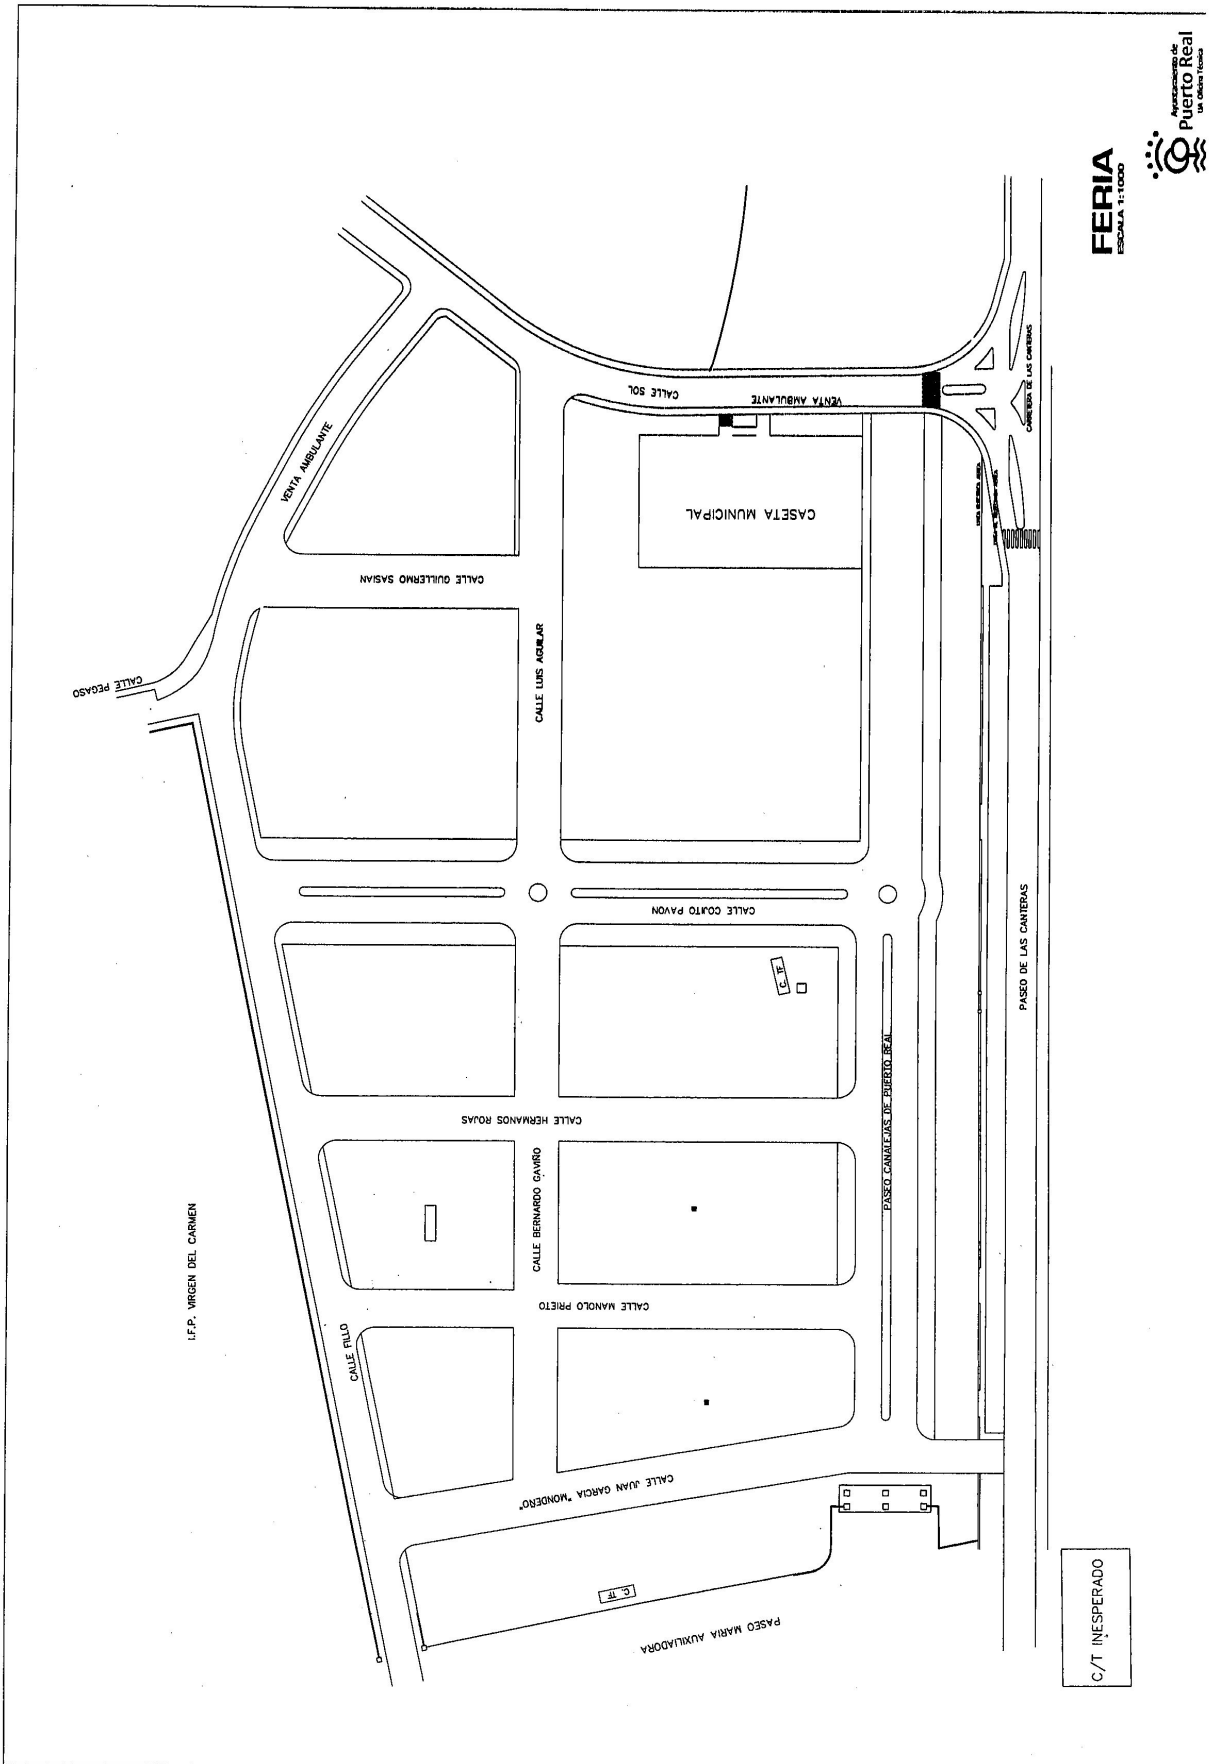 FERIA
ESCALA 1:1000
Ayuntamiento de
Puerto Real
UA Oficina Técnica
CALLE PEGASO
VENTA AMBULANTE
CALLE SOL
VENTA AMBULANTE
CARRETERA DE LAS CANTERAS
CASETA MUNICIPAL
CALLE GUILLERMO SASIAN
CALLE LUIS AGUILAR
CALLE COJITO PAVON
PASEO DE LAS CANTERAS
C. TF
PASEO CANALEJAS DE PUERTO REAL
CALLE HERMANOS ROJAS
CALLE BERNARDO GAVIÑO
I.F.P. VIRGEN DEL CARMEN
CALLE MANOLO PRIETO
CALLE FILLO
CALLE JUAN GARCIA "MONDEÑO"
C. TF
PASEO MARIA AUXILIADORA
C/T INESPERADO